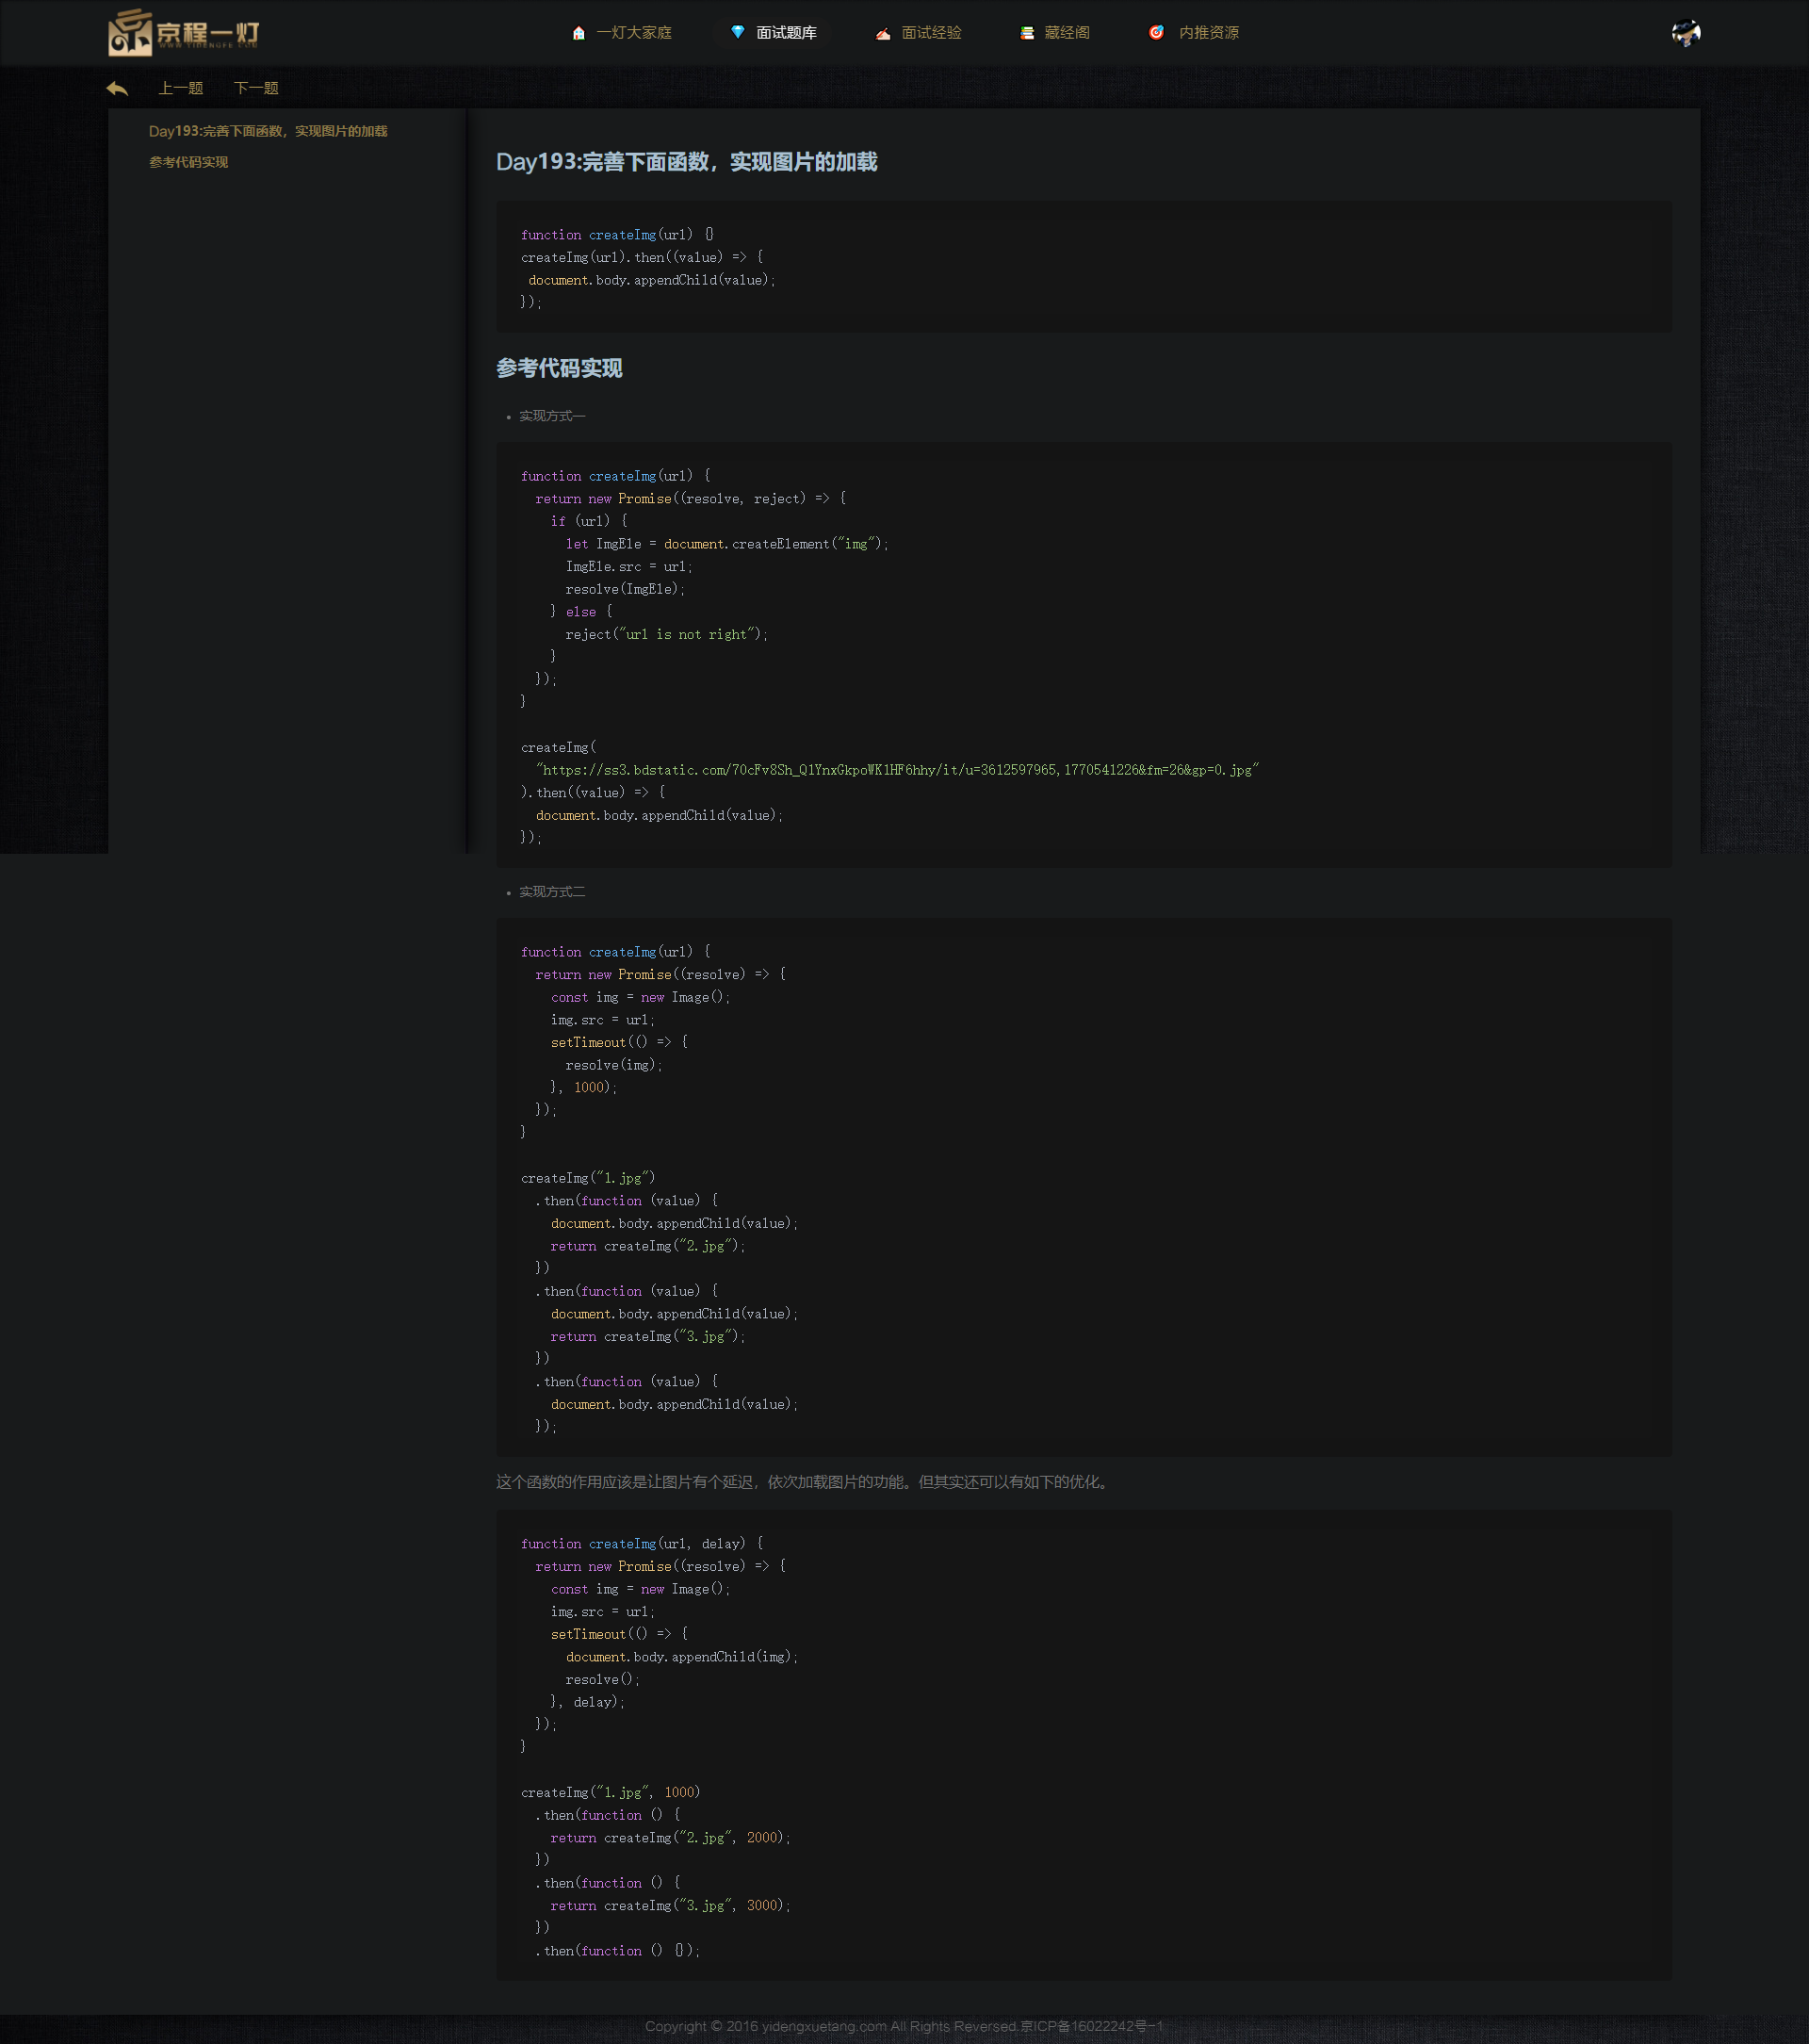 京程一灯
WWW.YIDENGFE.COM
一灯大家庭
面试题库
面试经验
藏经阁
内推资源
上一题 下一题
Day193:完善下面函数，实现图片的加载
参考代码实现
Day193:完善下面函数，实现图片的加载
function createImg(url) {}
createImg(url).then((value) => {
 document.body.appendChild(value);
});
参考代码实现
• 实现方式一
function createImg(url) {
  return new Promise((resolve, reject) => {
    if (url) {
      let ImgEle = document.createElement("img");
      ImgEle.src = url;
      resolve(ImgEle);
    } else {
      reject("url is not right");
    }
  });
}
createImg(
  "https://ss3.bdstatic.com/70cFv8Sh_Q1YnxGkpoWK1HF6hhy/it/u=3612597965,1770541226&fm=26&gp=0.jpg"
).then((value) => {
  document.body.appendChild(value);
});
• 实现方式二
function createImg(url) {
  return new Promise((resolve) => {
    const img = new Image();
    img.src = url;
    setTimeout(() => {
      resolve(img);
    }, 1000);
  });
}
createImg("1.jpg")
  .then(function (value) {
    document.body.appendChild(value);
    return createImg("2.jpg");
  })
  .then(function (value) {
    document.body.appendChild(value);
    return createImg("3.jpg");
  })
  .then(function (value) {
    document.body.appendChild(value);
  });
这个函数的作用应该是让图片有个延迟，依次加载图片的功能。但其实还可以有如下的优化。
function createImg(url, delay) {
  return new Promise((resolve) => {
    const img = new Image();
    img.src = url;
    setTimeout(() => {
      document.body.appendChild(img);
      resolve();
    }, delay);
  });
}
createImg("1.jpg", 1000)
  .then(function () {
    return createImg("2.jpg", 2000);
  })
  .then(function () {
    return createImg("3.jpg", 3000);
  })
  .then(function () {});
Copyright © 2016 yidengxuetang.com All Rights Reversed.京ICP备16022242号-1